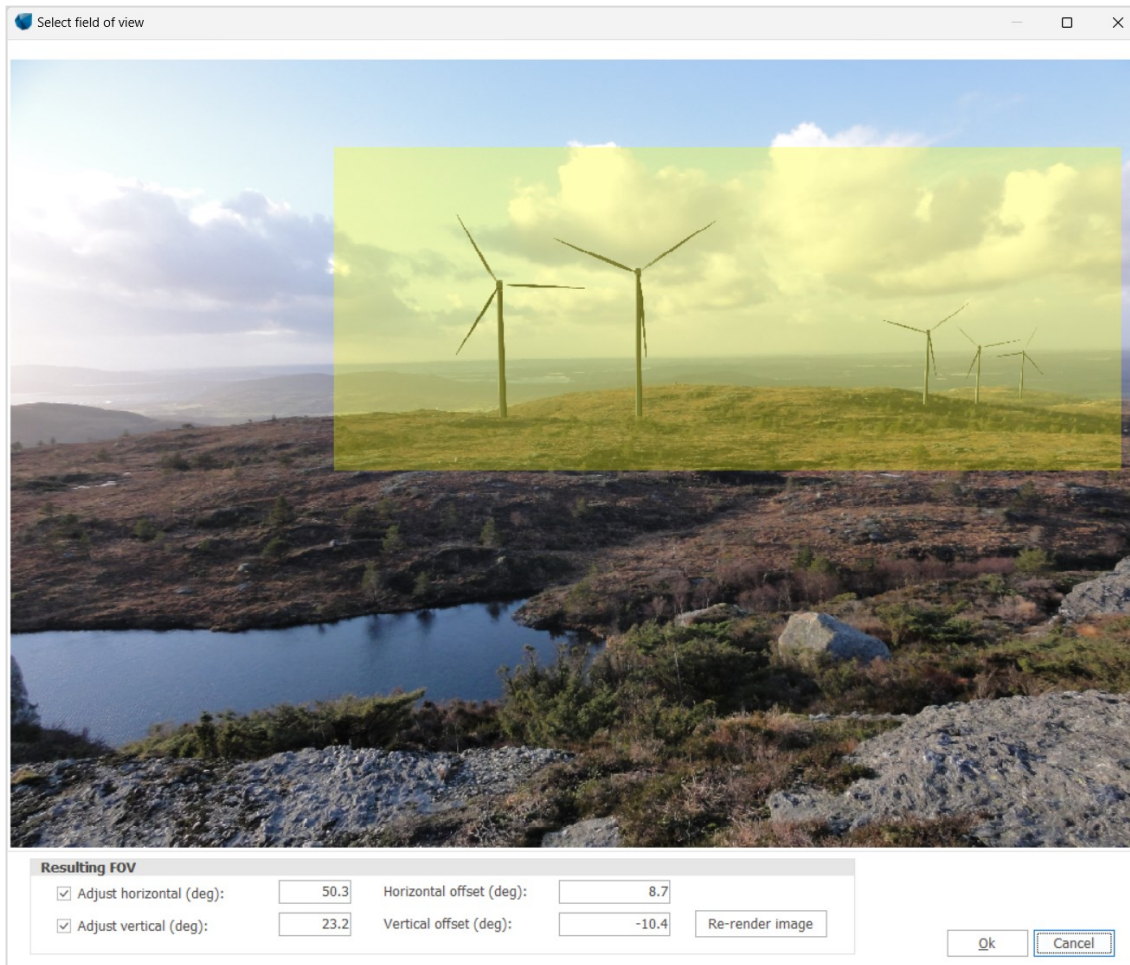 Select field of view
Resulting FOV
Adjust horizontal (deg): 50.3 Horizontal offset (deg): 8.7
Adjust vertical (deg): 23.2 Vertical offset (deg): -10.4 Re-render image
Ok Cancel